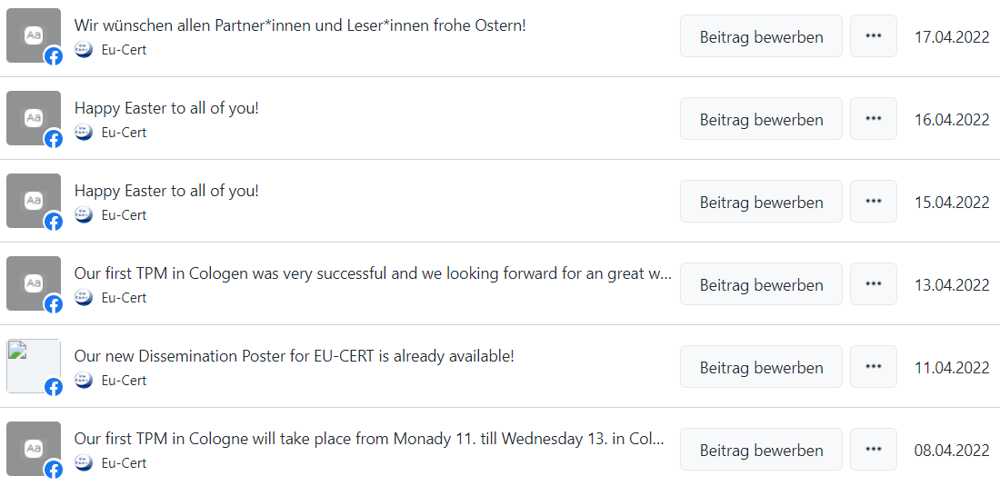 Aa
Wir wünschen allen Partner*innen und Leser*innen frohe Ostern!
Eu-Cert
Beitrag bewerben
17.04.2022
Aa
Happy Easter to all of you!
Eu-Cert
Beitrag bewerben
16.04.2022
Aa
Happy Easter to all of you!
Eu-Cert
Beitrag bewerben
15.04.2022
Aa
Our first TPM in Cologen was very successful and we looking forward for an great w...
Eu-Cert
Beitrag bewerben
13.04.2022
Our new Dissemination Poster for EU-CERT is already available!
Eu-Cert
Beitrag bewerben
11.04.2022
Aa
Our first TPM in Cologne will take place from Monady 11. till Wednesday 13. in Col...
Eu-Cert
Beitrag bewerben
08.04.2022